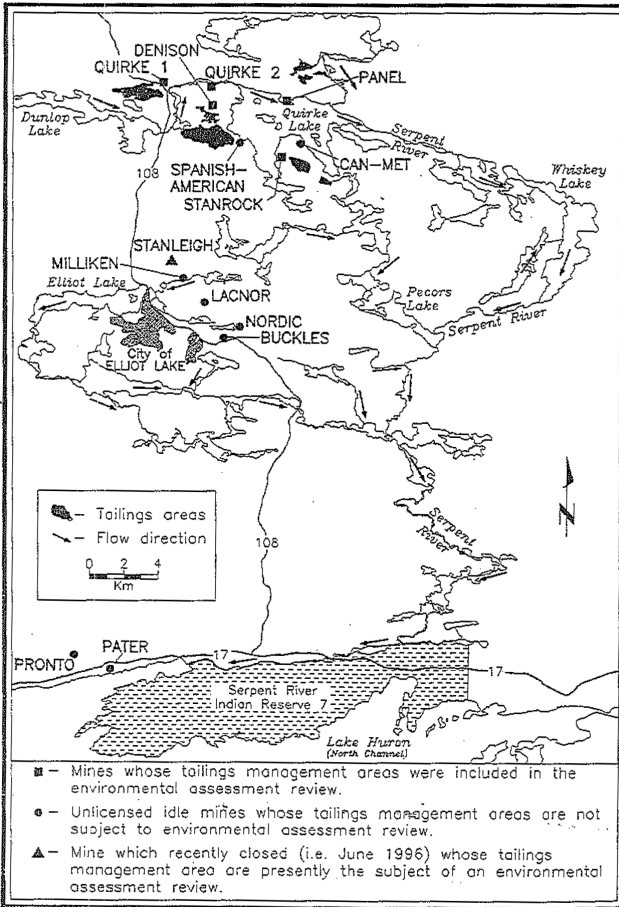 DENISON
QUIRKE 1
QUIRKE 2
PANEL
Dunlop
Lake
Quirke
Lake
Serpent
River
108
SPANISH-
AMERICAN
CAN-MET
STANROCK
Whiskey
Lake
STANLEIGH
MILLIKEN
Elliot Lake
LACNOR
Pecors
Lake
Serpent River
NORDIC
BUCKLES
City of
ELLIOT LAKE
Tailings areas
Flow direction
0 2 4
Km
N
108
Serpent
River
PRONTO
PATER
17
17
Serpent River
Indian Reserve 7
Lake Huron
(North Channel)
– Mines whose tailings management areas were included in the
environmental assessment review.
– Unlicensed idle mines whose tailings management areas are not
subject to environmental assessment review.
– Mine which recently closed (i.e. June 1996) whose tailings
management area are presently the subject of an environmental
assessment review.